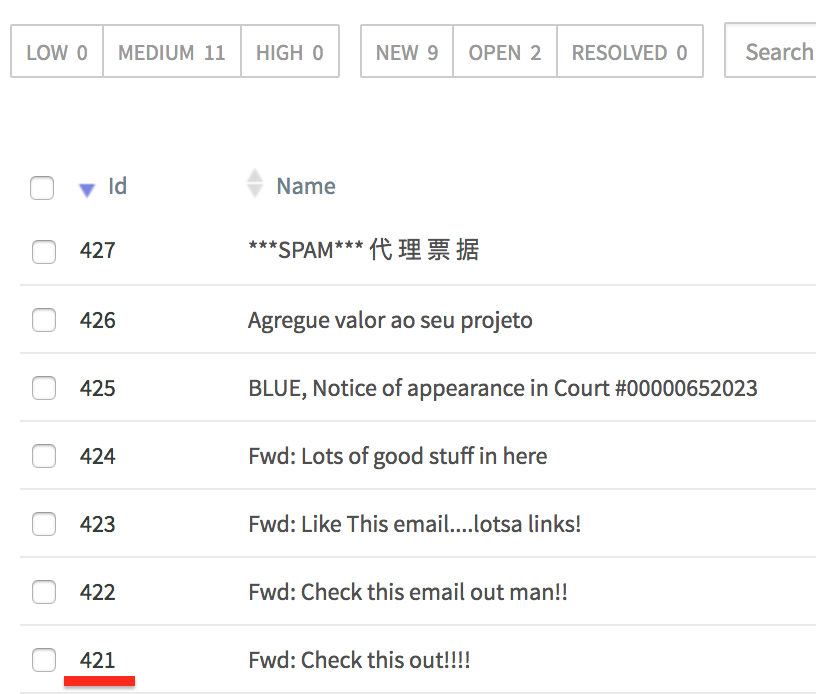 LOW 0 MEDIUM 11 HIGH 0 NEW 9 OPEN 2 RESOLVED 0 Search
Id Name
427 ***SPAM*** 代 理 票 据
426 Agregue valor ao seu projeto
425 BLUE, Notice of appearance in Court #00000652023
424 Fwd: Lots of good stuff in here
423 Fwd: Like This email....lotsa links!
422 Fwd: Check this email out man!!
421 Fwd: Check this out!!!!